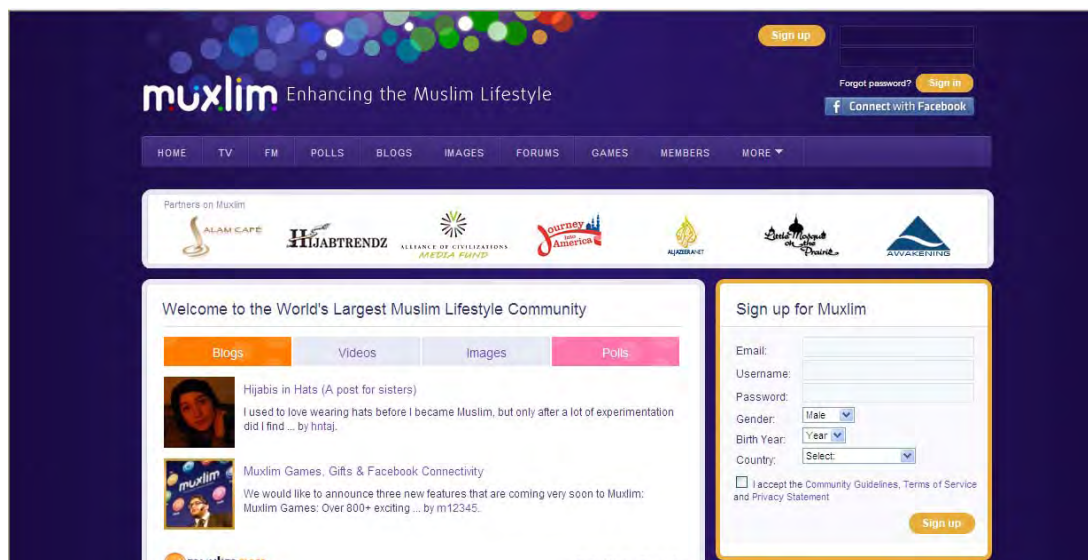 Sign up
muxlim Enhancing the Muslim Lifestyle
Forgot password? Sign in
f Connect with Facebook
HOME TV FM POLLS BLOGS IMAGES FORUMS GAMES MEMBERS MORE
Partners on Muxlim
ALAM CAFÉ
HIJABTRENDZ
ALLIANCE OF CIVILIZATIONS
MEDIA FUND
Journey
into
America
ALJAZEERA.NET
Little Mosque
on the
Prairie
AWAKENING
Welcome to the World's Largest Muslim Lifestyle Community
Blogs Videos Images Polls
Hijabis in Hats (A post for sisters)
I used to love wearing hats before I became Muslim, but only after a lot of experimentation
did I find ... by hntaj.
muxlim
Muxlim Games, Gifts & Facebook Connectivity
We would like to announce three new features that are coming very soon to Muxlim:
Muxlim Games: Over 800+ exciting ... by m12345.
Sign up for Muxlim
Email:
Username:
Password:
Gender: Male
Birth Year: Year
Country: Select:
I accept the Community Guidelines, Terms of Service
and Privacy Statement
Sign up